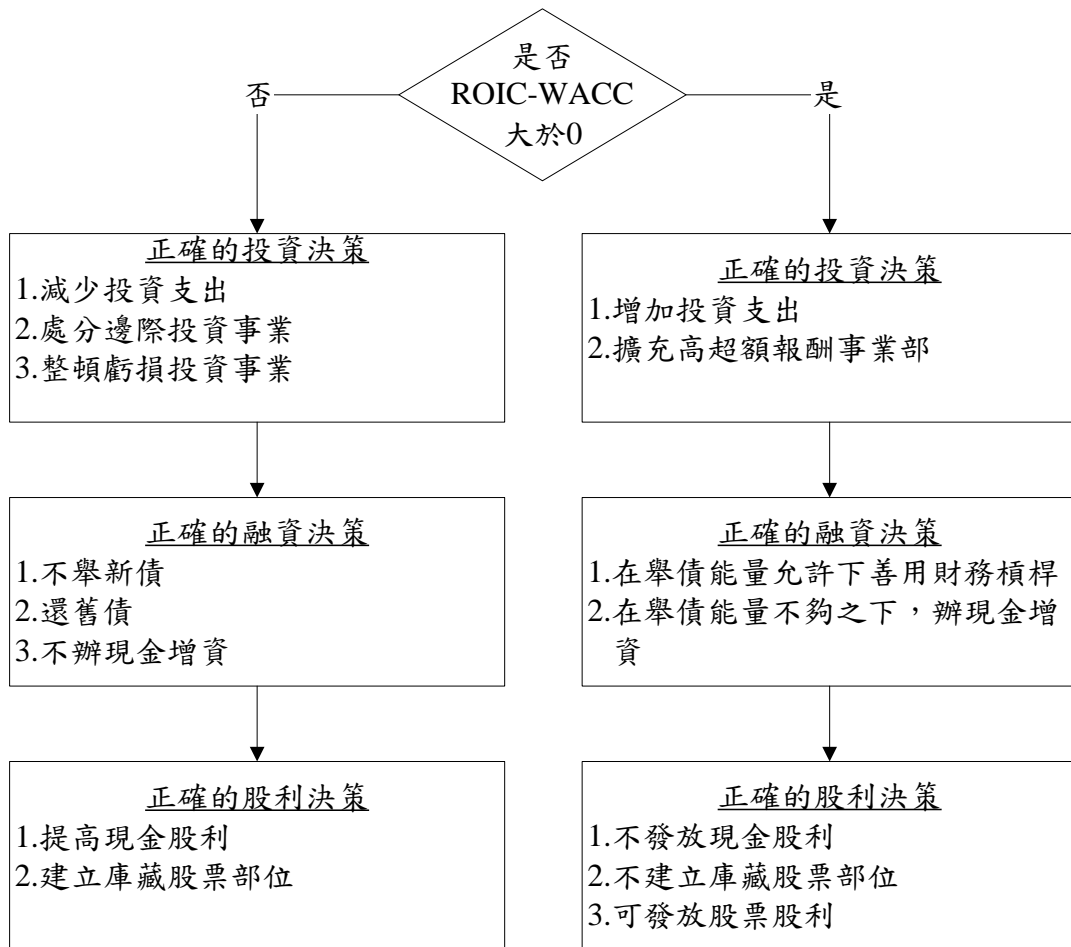 是否
ROIC-WACC
大於0
否
是
正確的投資決策
1.減少投資支出
2.處分邊際投資事業
3.整頓虧損投資事業
正確的投資決策
1.增加投資支出
2.擴充高超額報酬事業部
正確的融資決策
1.不舉新債
2.還舊債
3.不辦現金增資
正確的融資決策
1.在舉債能量允許下善用財務槓桿
2.在舉債能量不夠之下，辦現金增
資
正確的股利決策
1.提高現金股利
2.建立庫藏股票部位
正確的股利決策
1.不發放現金股利
2.不建立庫藏股票部位
3.可發放股票股利